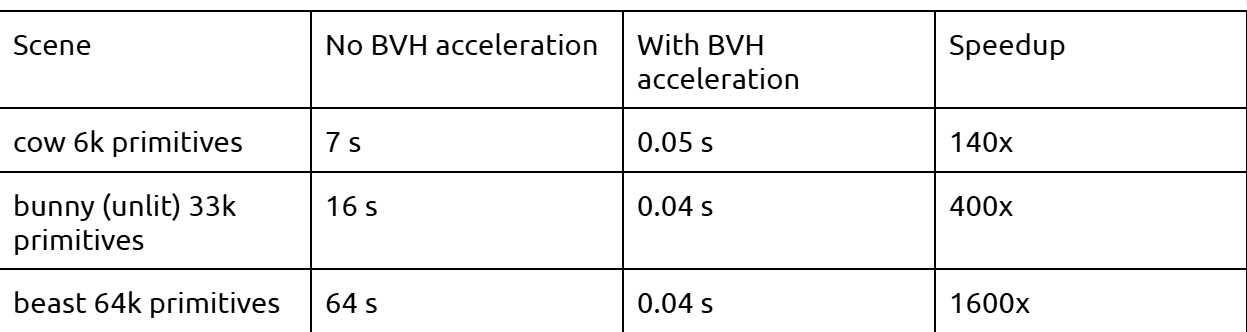 Scene No BVH acceleration With BVH Speedup
acceleration
cow 6k primitives 7 s 0.05 s 140x
bunny (unlit) 33k 16 s 0.04 s 400x
primitives
beast 64k primitives 64 s 0.04 s 1600x